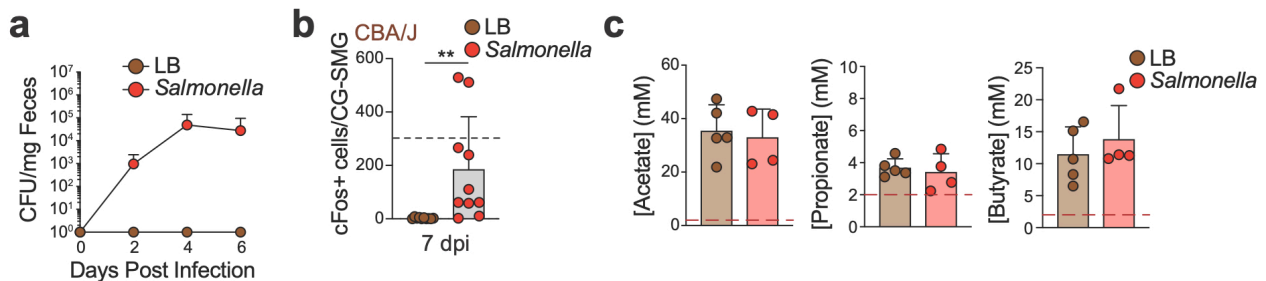 a
LB
Salmonella
CFU/mg Feces
10⁷
10⁶
10⁵
10⁴
10³
10²
10¹
10⁰
0 2 4 6
Days Post Infection
b
CBA/J
LB
Salmonella
**
cFos+ cells/CG-SMG
600
400
200
0
7 dpi
c
[Acetate] (mM)
60
40
20
0
[Propionate] (mM)
10
8
6
4
2
0
[Butyrate] (mM)
25
20
15
10
5
0
LB
Salmonella